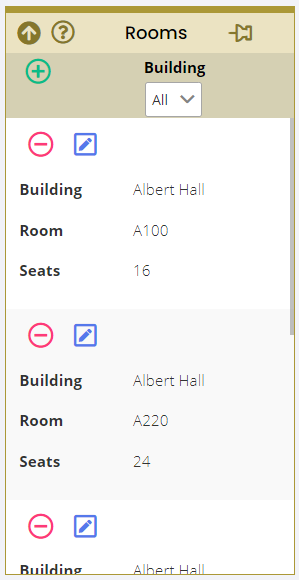 ? Rooms
Building
All
Building Albert Hall
Room A100
Seats 16
Building Albert Hall
Room A220
Seats 24
Building Albert Hall